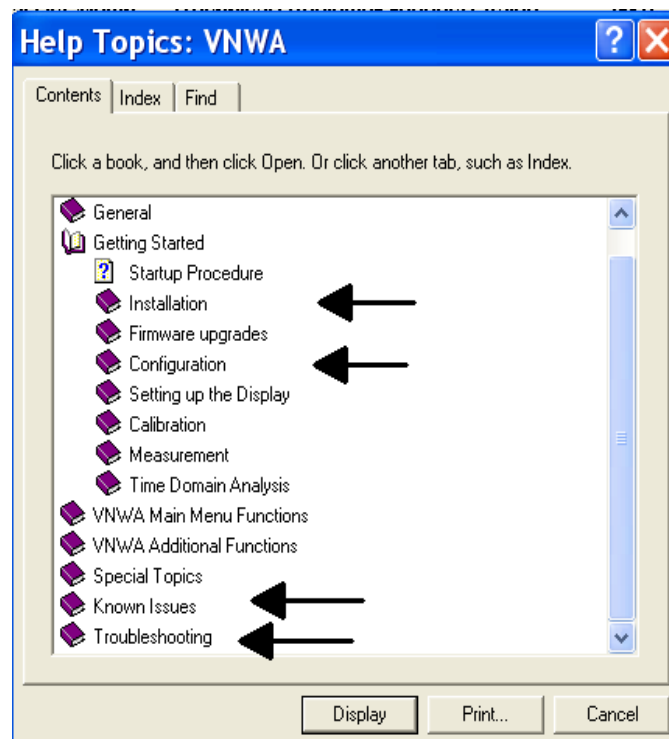 Help Topics: VNWA
Contents Index Find
Click a book, and then click Open. Or click another tab, such as Index.
General
Getting Started
Startup Procedure
Installation
Firmware upgrades
Configuration
Setting up the Display
Calibration
Measurement
Time Domain Analysis
VNWA Main Menu Functions
VNWA Additional Functions
Special Topics
Known Issues
Troubleshooting
Display Print... Cancel